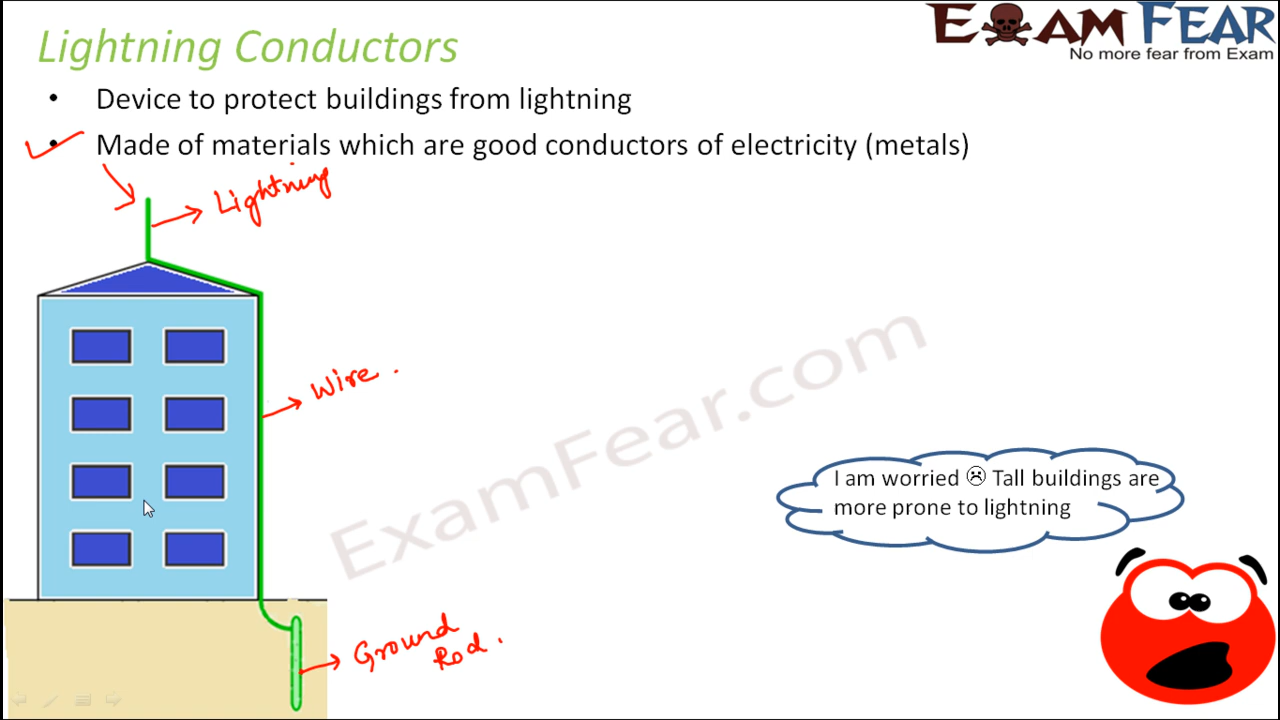 Lightning Conductors
EXAM FEAR
No more fear from Exam
• Device to protect buildings from lightning
• Made of materials which are good conductors of electricity (metals)
Lightning
Wire.
ExamFear.com
I am worried ☹ Tall buildings are
more prone to lightning
Ground
Rod.